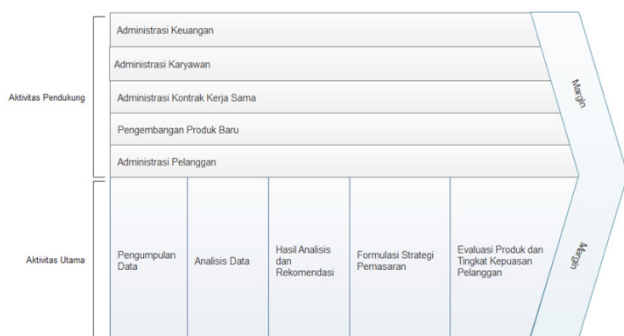 Administrasi Keuangan
Administrasi Karyawan
Aktivitas Pendukung
Administrasi Kontrak Kerja Sama
Margin
Pengembangan Produk Baru
Administrasi Pelanggan
Aktivitas Utama
Pengumpulan
Data
Analisis Data
Hasil Analisis
dan
Rekomendasi
Formulasi Strategi
Pemasaran
Evaluasi Produk dan
Tingkat Kepuasan
Pelanggan
Margin